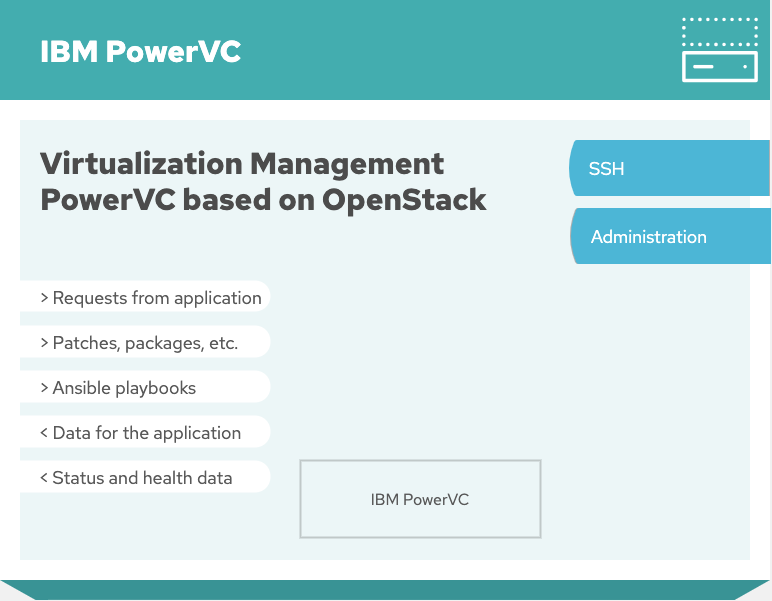 IBM PowerVC
Virtualization Management
PowerVC based on OpenStack
SSH
Administration
> Requests from application
> Patches, packages, etc.
> Ansible playbooks
< Data for the application
< Status and health data
IBM PowerVC